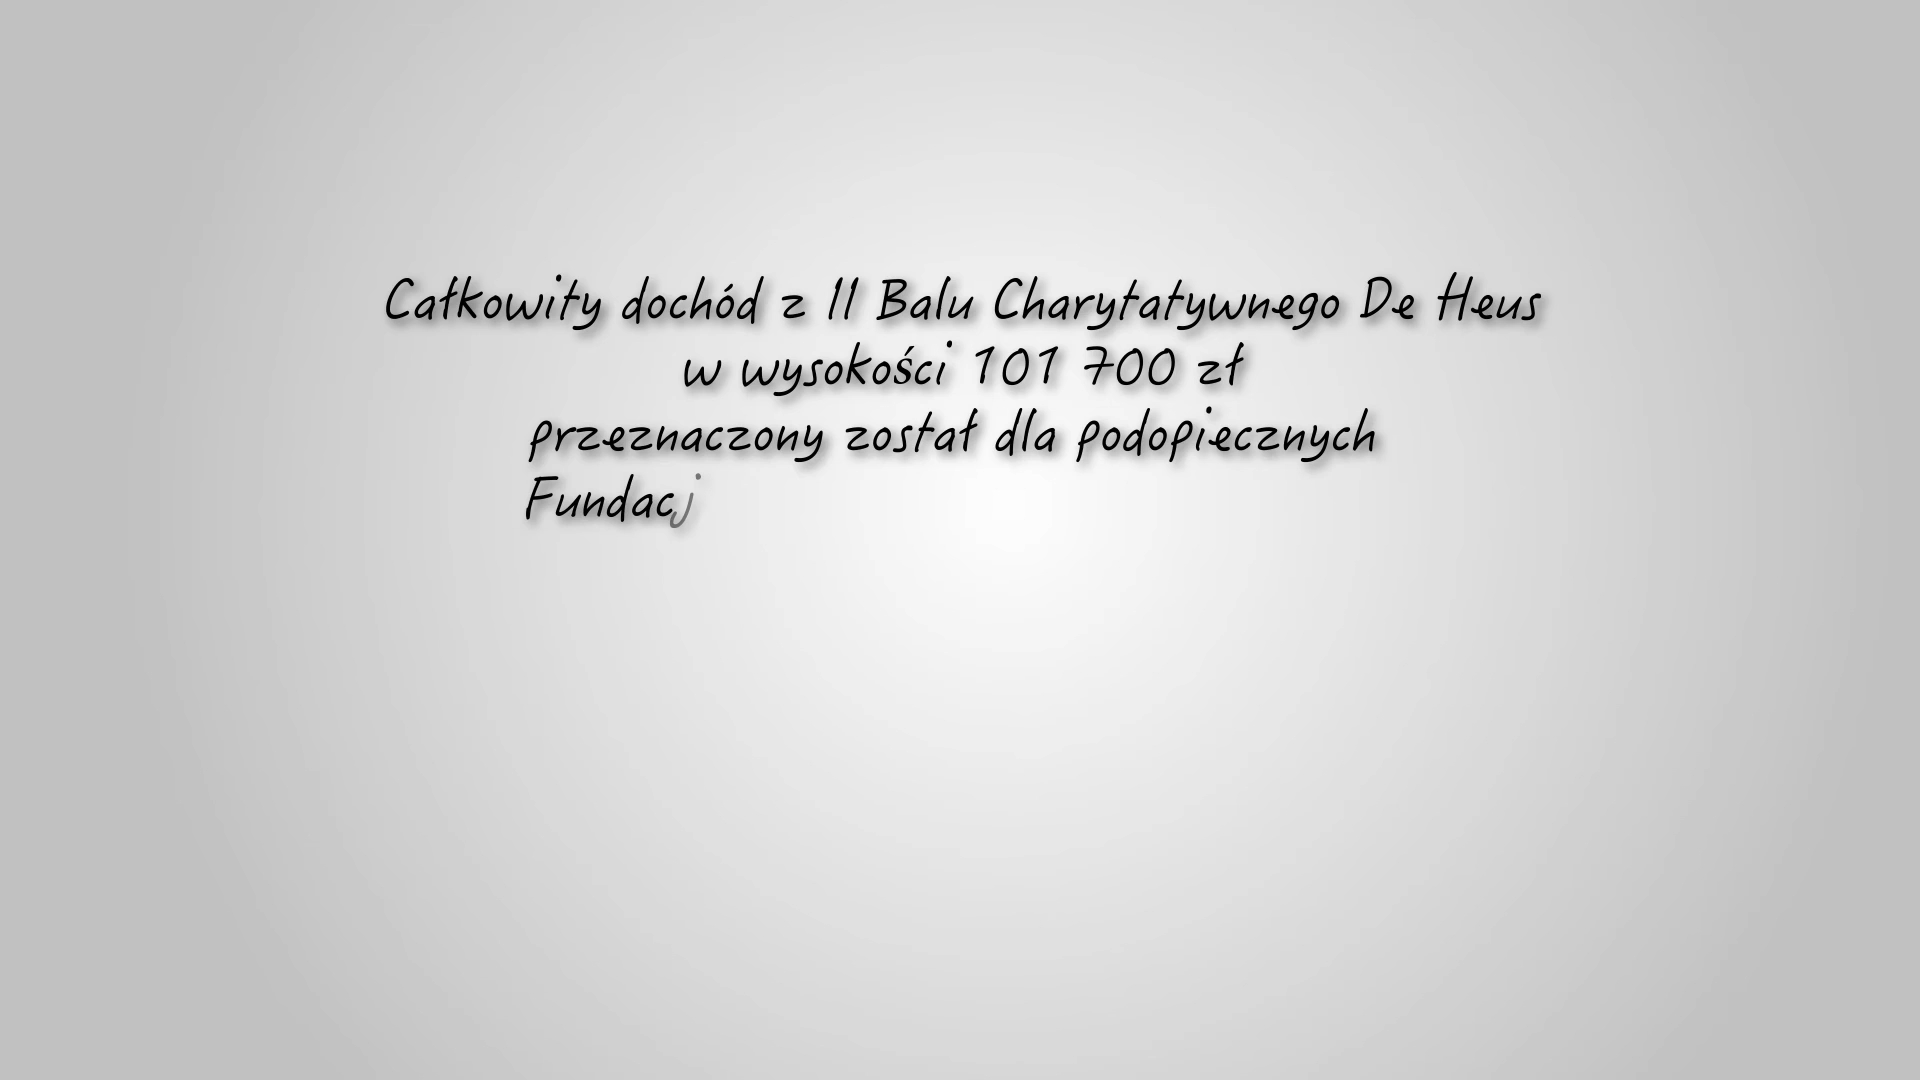 Całkowity dochód z II Balu Charytatywnego De Heus
w wysokości 101 700 zł
przeznaczony został dla podopiecznych
Fundacj